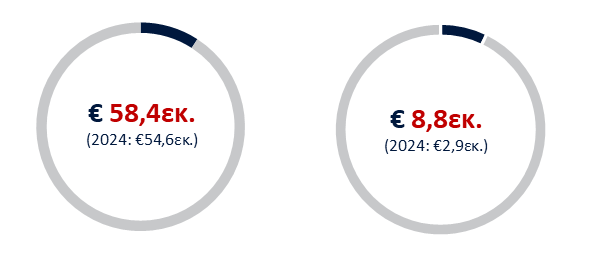 € 58,4εκ.
(2024: €54,6εκ.)
€ 8,8εκ.
(2024: €2,9εκ.)